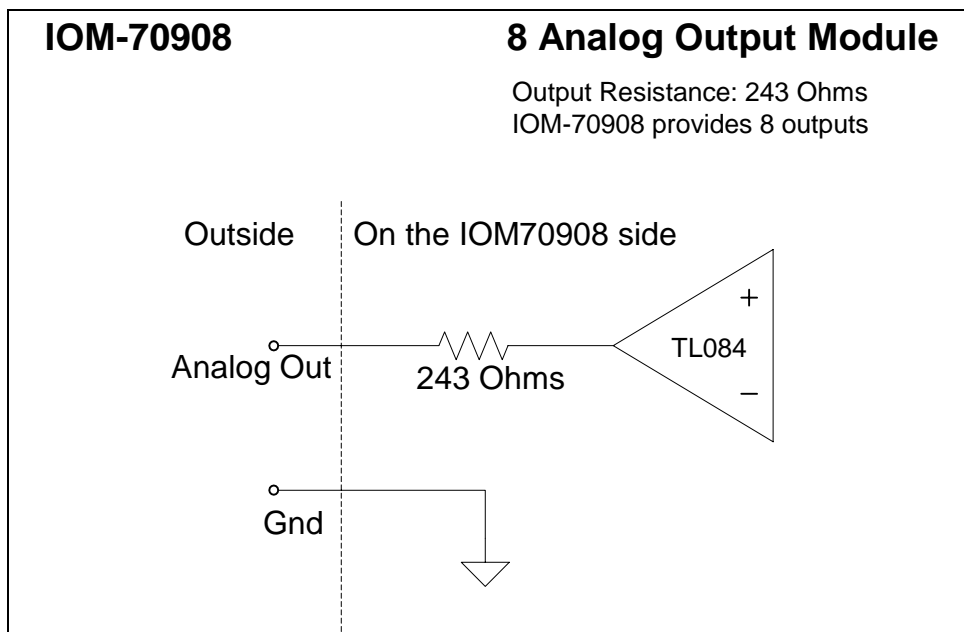 IOM-70908
8 Analog Output Module
Output Resistance: 243 Ohms
IOM-70908 provides 8 outputs
Outside
On the IOM70908 side
+
TL084
−
Analog Out
243 Ohms
Gnd